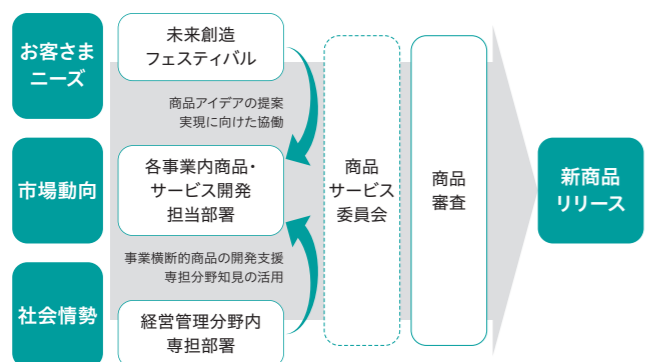 お客さま
ニーズ
市場動向
社会情勢
未来創造
フェスティバル
商品アイデアの提案
実現に向けた協働
各事業内商品・
サービス開発
担当部署
事業横断的商品の開発支援
専担分野知見の活用
経営管理分野内
専担部署
商品
サービス
委員会
商品
審査
新商品
リリース